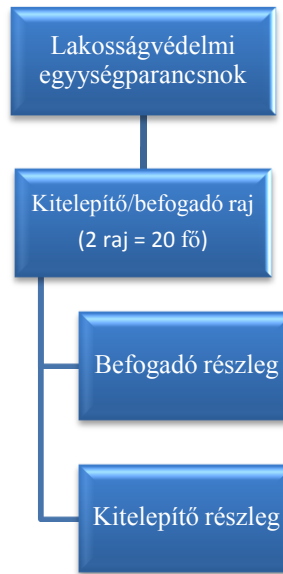 Lakosságvédelmi
egyységparancsnok
Kitelepítő/befogadó raj
(2 raj = 20 fő)
Befogadó részleg
Kitelepítő részleg